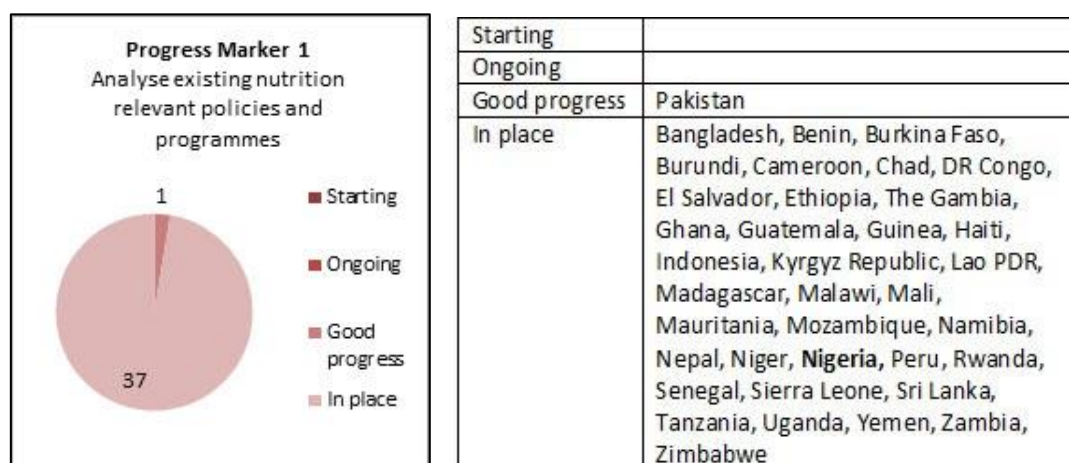 Progress Marker 1
Analyse existing nutrition
relevant policies and
programmes
1
37
Starting
Ongoing
Good
progress
In place
Starting
Ongoing
Good progress Pakistan
In place Bangladesh, Benin, Burkina Faso,
Burundi, Cameroon, Chad, DR Congo,
El Salvador, Ethiopia, The Gambia,
Ghana, Guatemala, Guinea, Haiti,
Indonesia, Kyrgyz Republic, Lao PDR,
Madagascar, Malawi, Mali,
Mauritania, Mozambique, Namibia,
Nepal, Niger, Nigeria, Peru, Rwanda,
Senegal, Sierra Leone, Sri Lanka,
Tanzania, Uganda, Yemen, Zambia,
Zimbabwe